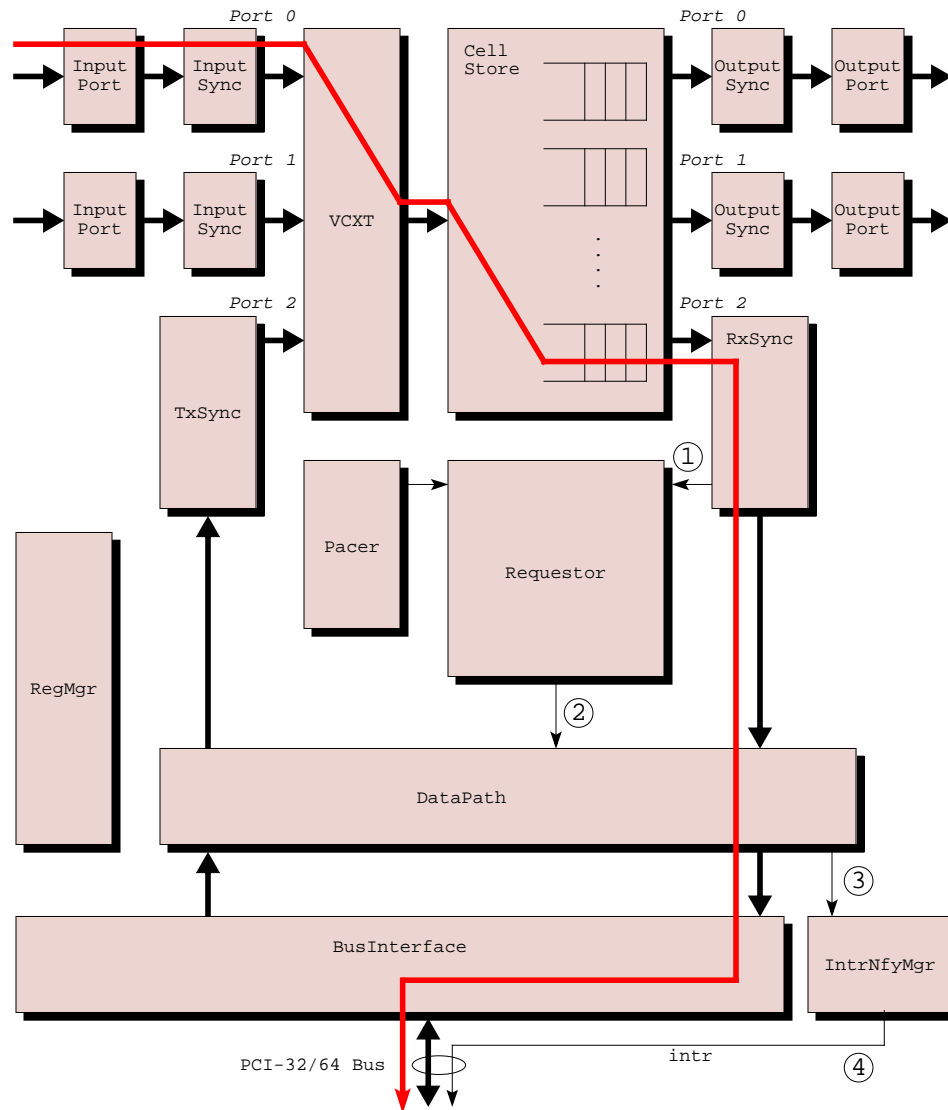 Port 0
Port 0
Input
Port
Input
Sync
Cell
Store
Output
Sync
Output
Port
Port 1
Port 1
Input
Port
Input
Sync
VCXT
Output
Sync
Output
Port
Port 2
Port 2
TxSync
RxSync
1
Pacer
Requestor
RegMgr
2
DataPath
3
BusInterface
IntrNfyMgr
PCI-32/64 Bus
intr
4